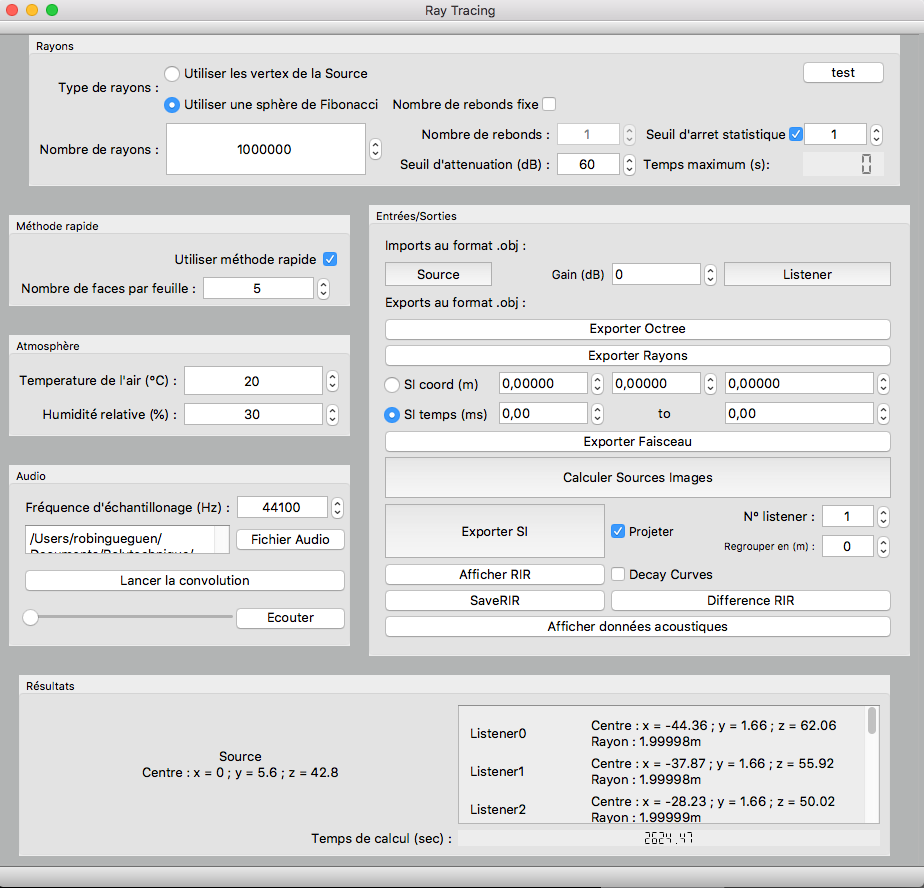 Ray Tracing
Rayons
Type de rayons :
Utiliser les vertex de la Source
test
Utiliser une sphère de Fibonacci
Nombre de rebonds fixe
Nombre de rayons :
1000000
Nombre de rebonds :
1
Seuil d'arret statistique
1
Seuil d'attenuation (dB) :
60
Temps maximum (s):
0
Méthode rapide
Utiliser méthode rapide
Nombre de faces par feuille :
5
Atmosphère
Temperature de l'air (°C) :
20
Humidité relative (%) :
30
Audio
Fréquence d'échantillonage (Hz) :
44100
/Users/robingueguen/
Documents/Polytechnique/
Fichier Audio
Lancer la convolution
Ecouter
Entrées/Sorties
Imports au format .obj :
Source
Gain (dB)
0
Listener
Exports au format .obj :
Exporter Octree
Exporter Rayons
SI coord (m)
0,00000
0,00000
0,00000
SI temps (ms)
0,00
to
0,00
Exporter Faisceau
Calculer Sources Images
Exporter SI
Projeter
N° listener :
1
Regrouper en (m) :
0
Afficher RIR
Decay Curves
SaveRIR
Difference RIR
Afficher données acoustiques
Résultats
Source
Centre : x = 0 ; y = 5.6 ; z = 42.8
Listener0
Centre : x = -44.36 ; y = 1.66 ; z = 62.06
Rayon : 1.99998m
Listener1
Centre : x = -37.87 ; y = 1.66 ; z = 55.92
Rayon : 1.99998m
Listener2
Centre : x = -28.23 ; y = 1.66 ; z = 50.02
Rayon : 1.99999m
Temps de calcul (sec) :
2624.47